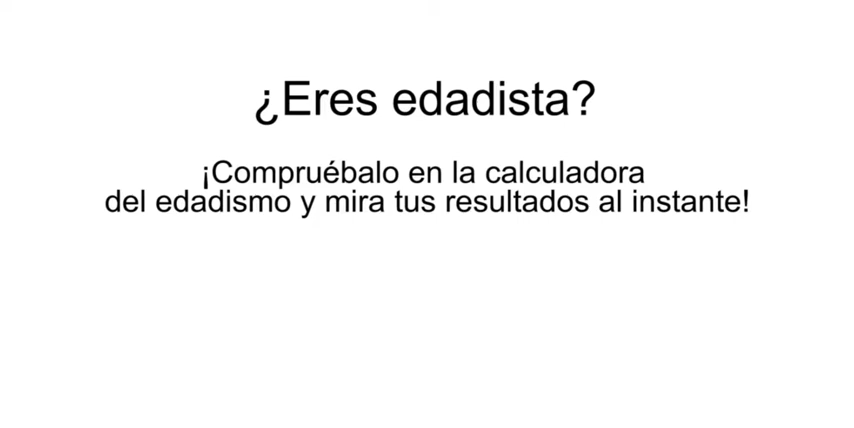 ¿Eres edadista?
¡Compruébalo en la calculadora
del edadismo y mira tus resultados al instante!